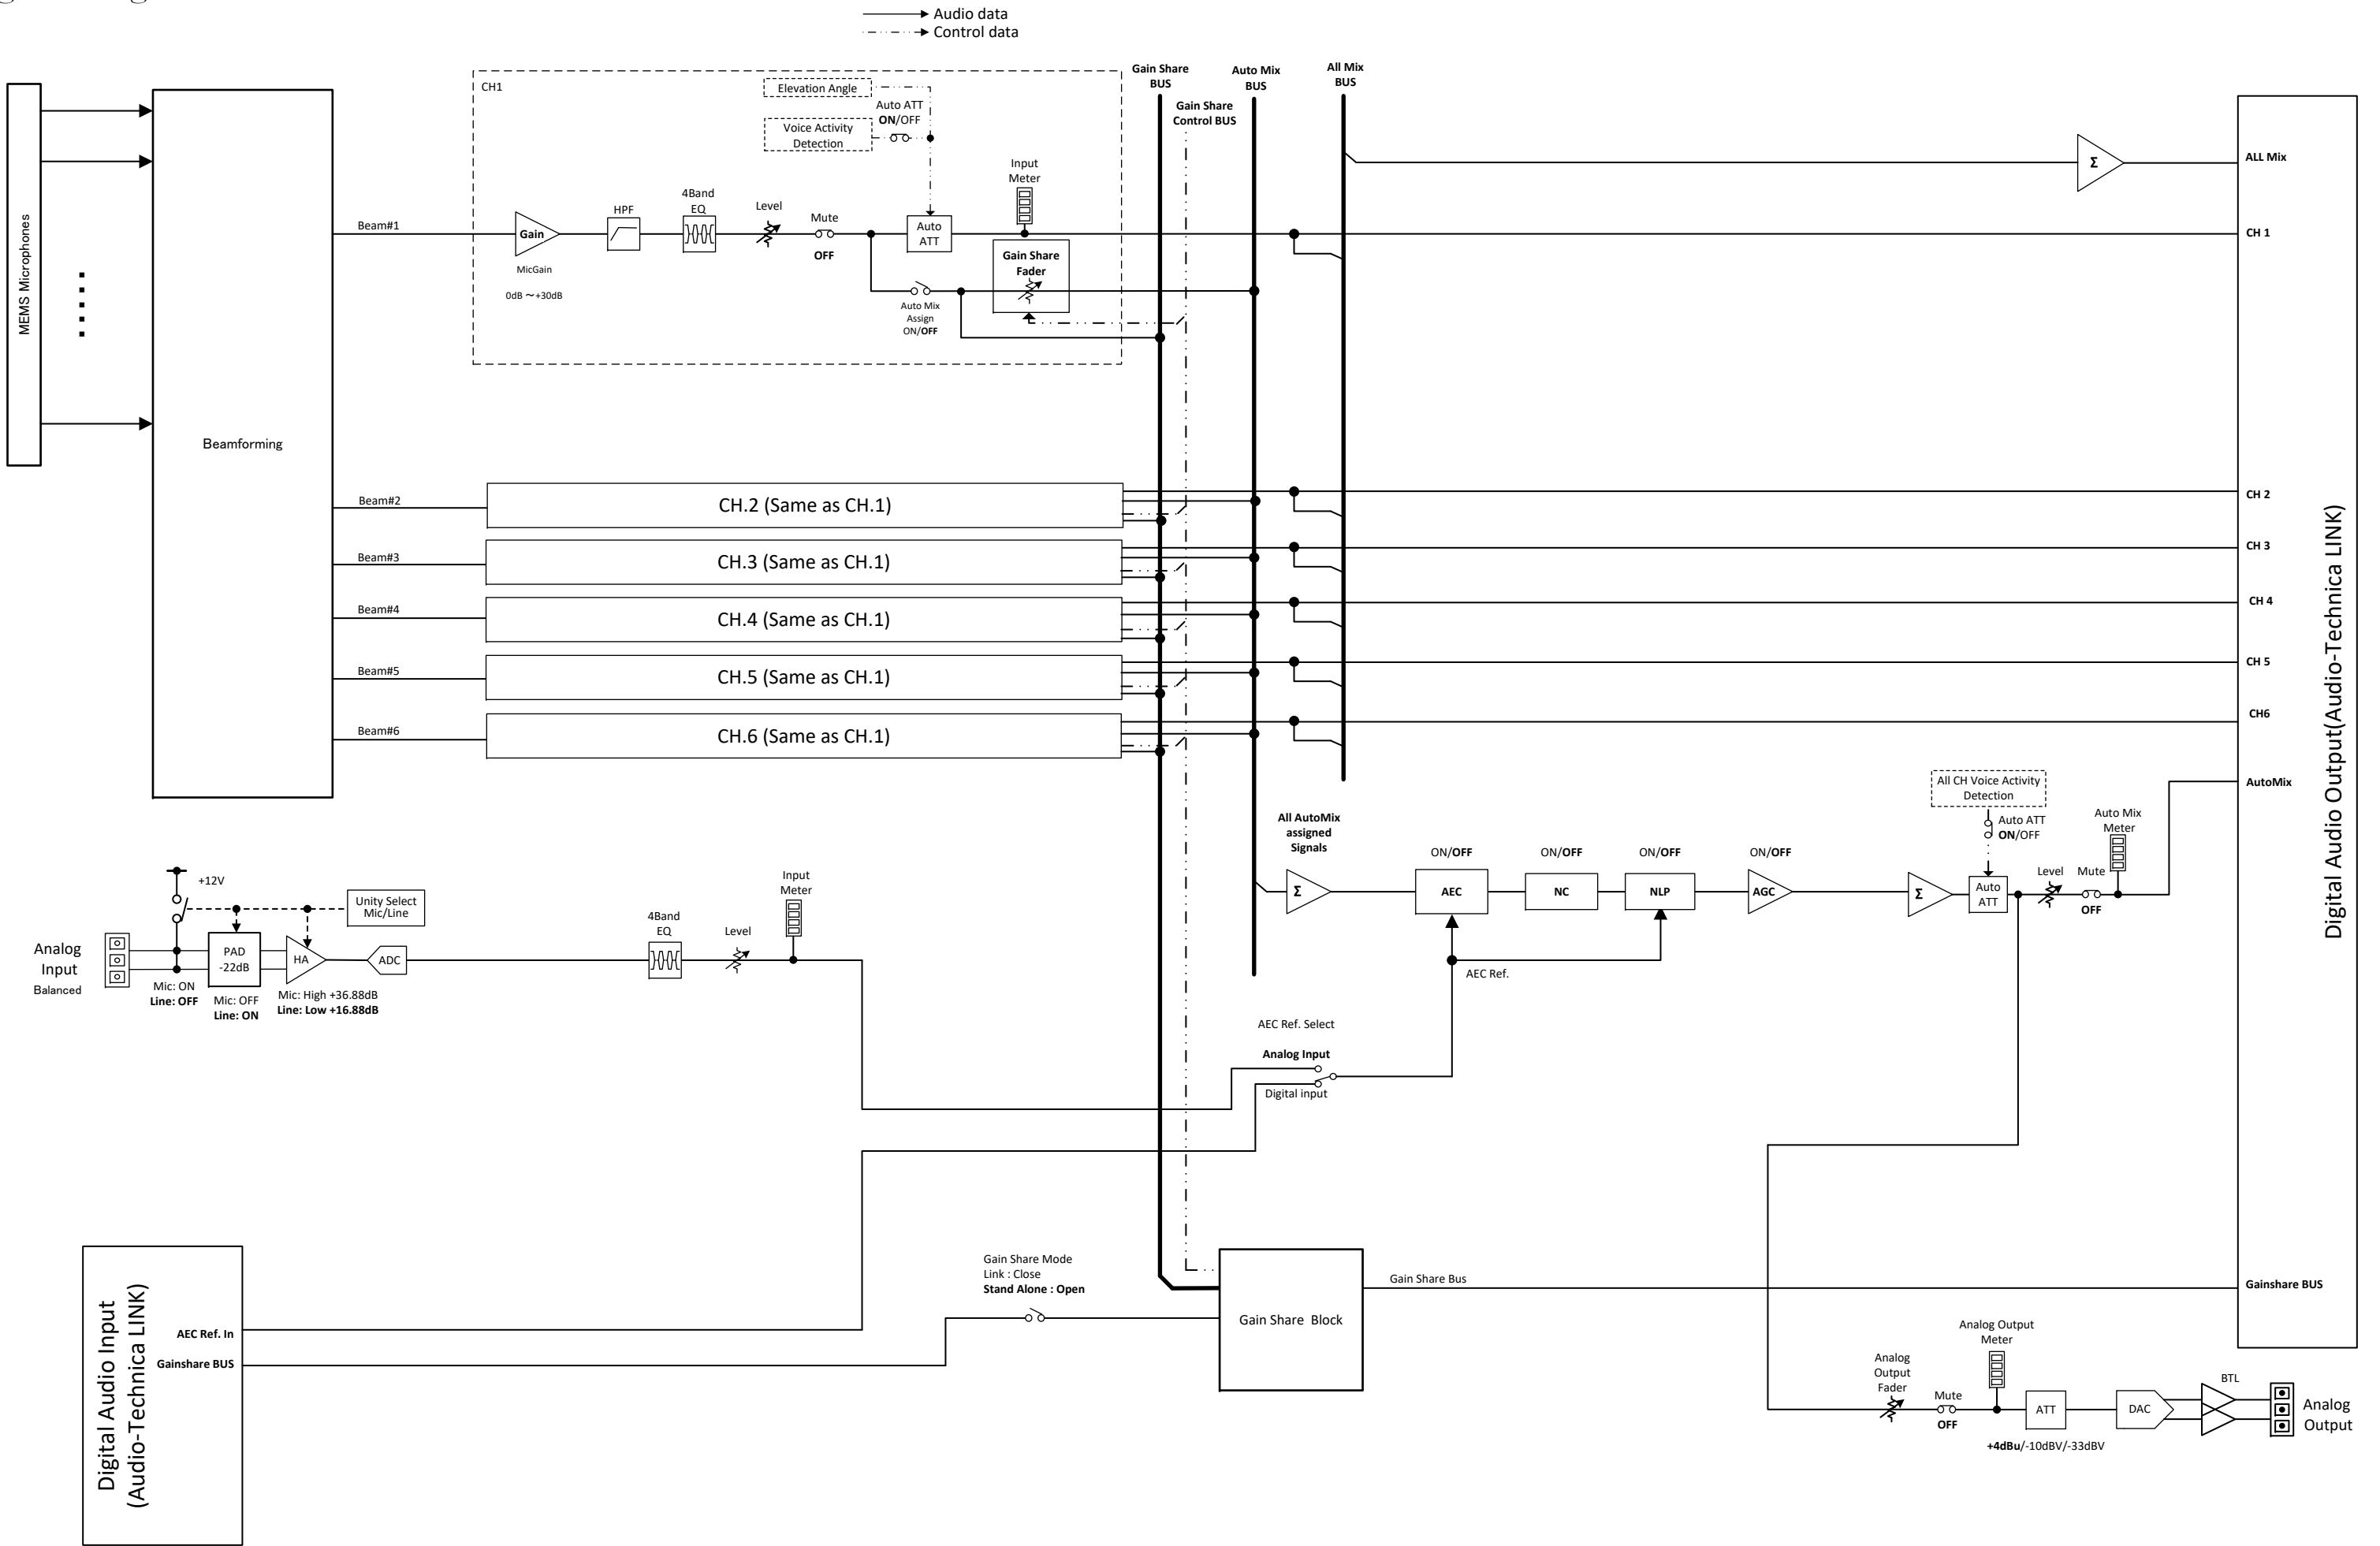 Audio data
Control data
Gain Share
BUS
Auto Mix
BUS
All Mix
BUS
Gain Share
Control BUS
CH1
Elevation Angle
Auto ATT
ON/OFF
Voice Activity
Detection
Input
Meter
4Band
EQ
HPF
Level
Mute
OFF
Beam#1
Gain
Auto
ATT
MicGain
0dB ～+30dB
Gain Share
Fader
Auto Mix
Assign
ON/OFF
MEMS Microphones
Beamforming
Σ
ALL Mix
CH 1
Beam#2
CH.2 (Same as CH.1)
CH 2
Beam#3
CH.3 (Same as CH.1)
CH 3
Beam#4
CH.4 (Same as CH.1)
CH 4
Beam#5
CH.5 (Same as CH.1)
CH 5
Beam#6
CH.6 (Same as CH.1)
CH6
Digital Audio Output(Audio-Technica LINK)
AutoMix
All CH Voice Activity
Detection
Auto ATT
ON/OFF
Auto Mix
Meter
All AutoMix
assigned
Signals
Σ
ON/OFF
AEC
ON/OFF
NC
ON/OFF
NLP
ON/OFF
AGC
Σ
Auto
ATT
Level
Mute
OFF
AEC Ref.
+12V
Unity Select
Mic/Line
Analog
Input
Balanced
PAD
-22dB
HA
ADC
Mic: ON
Line: OFF
Mic: OFF
Line: ON
Mic: High +36.88dB
Line: Low +16.88dB
4Band
EQ
Level
Input
Meter
AEC Ref. Select
Analog Input
Digital input
Digital Audio Input
(Audio-Technica LINK)
AEC Ref. In
Gainshare BUS
Gain Share Mode
Link : Close
Stand Alone : Open
Gain Share Block
Gain Share Bus
Gainshare BUS
Analog Output
Meter
Analog
Output
Fader
Mute
OFF
ATT
+4dBu/-10dBV/-33dBV
DAC
BTL
Analog
Output